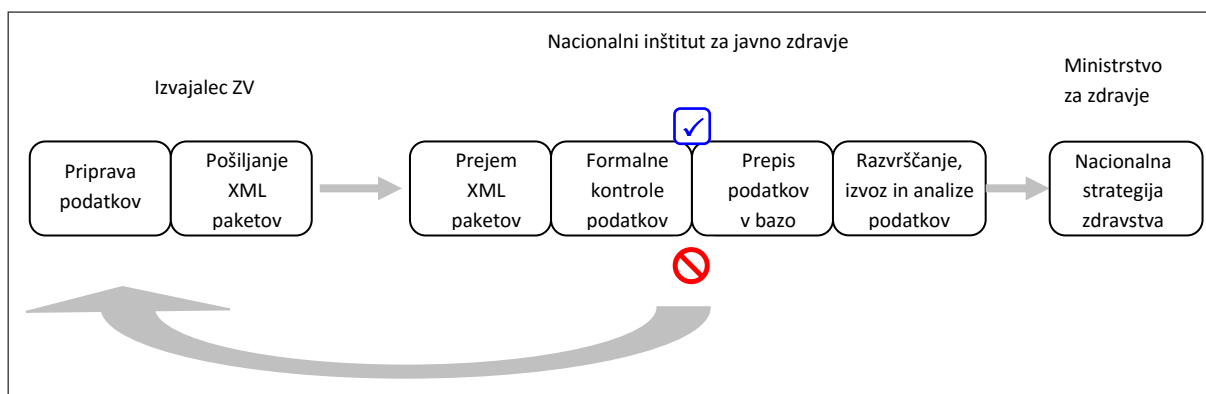 Nacionalni inštitut za javno zdravje
Izvajalec ZV
Ministrstvo
za zdravje
Priprava
podatkov
Pošiljanje
XML
paketov
Prejem
XML
paketov
Formalne
kontrole
podatkov
Prepis
podatkov
v bazo
Razvrščanje,
izvoz in analize
podatkov
Nacionalna
strategija
zdravstva